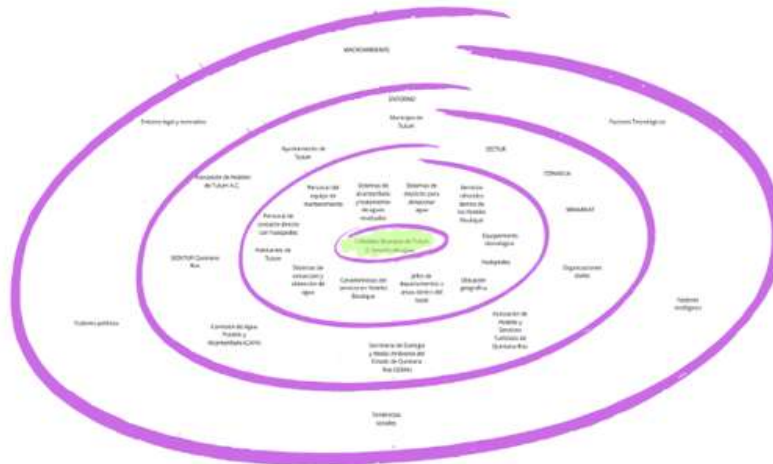 MACROAMBIENTE
ENTORNO
Entorno legal y normativo
Municipio de
Tulum
Factores Tecnológicos
Ayuntamiento de
Tulum
SECTUR
CONAGUA
Asociación de Hoteles
de Tulum A.C
Personal del
equipo de
mantenimiento
Sistemas de
alcantarillado
y tratamiento
de aguas
residuales
Sistemas de
depósito para
almacenar
agua
Servicios
ofrecidos
dentro de
los Hoteles
Boutique
SEMARNAT
Personal de
contacto directo
con huéspedes
Equipamiento
tecnológico
Habitantes de
Tulum
Huéspedes
SEDETUR Quintana
Roo
Sistemas de
extracción y
obtención de
agua
Características del
servicio en Hoteles
Boutique
Jefes de
departamentos o
áreas dentro del
hotel
Ubicación
geográfica
Organizaciones
civiles
Factores
ecológicos
Factores políticos
Comisión de Agua
Potable y
Alcantarillado (CAPA)
Asociación de
Hoteles y
Servicios
Turísticos de
Quintana Roo
Secretaría de Ecología
y Medio Ambiente del
Estado de Quintana
Roo (SEMA)
Tendencias
sociales